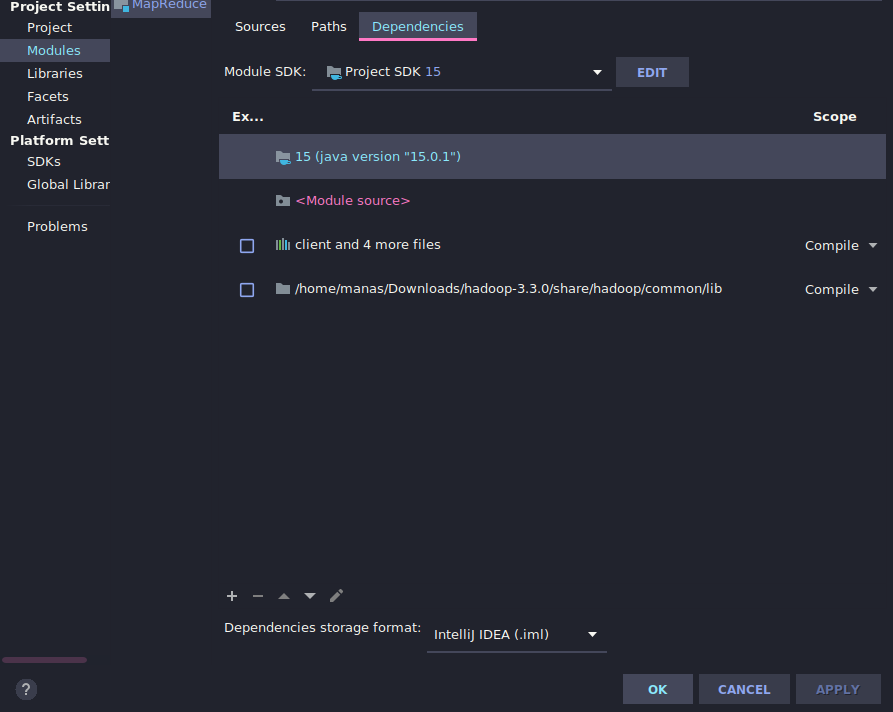 Project Settin
Project
Modules
Libraries
Facets
Artifacts
Platform Sett
SDKs
Global Librar
Problems
MapReduce
Sources Paths Dependencies
Module SDK: Project SDK 15 EDIT
Ex... Scope
15 (java version "15.0.1")
<Module source>
client and 4 more files Compile
/home/manas/Downloads/hadoop-3.3.0/share/hadoop/common/lib Compile
Dependencies storage format: IntelliJ IDEA (.iml)
? OK CANCEL APPLY